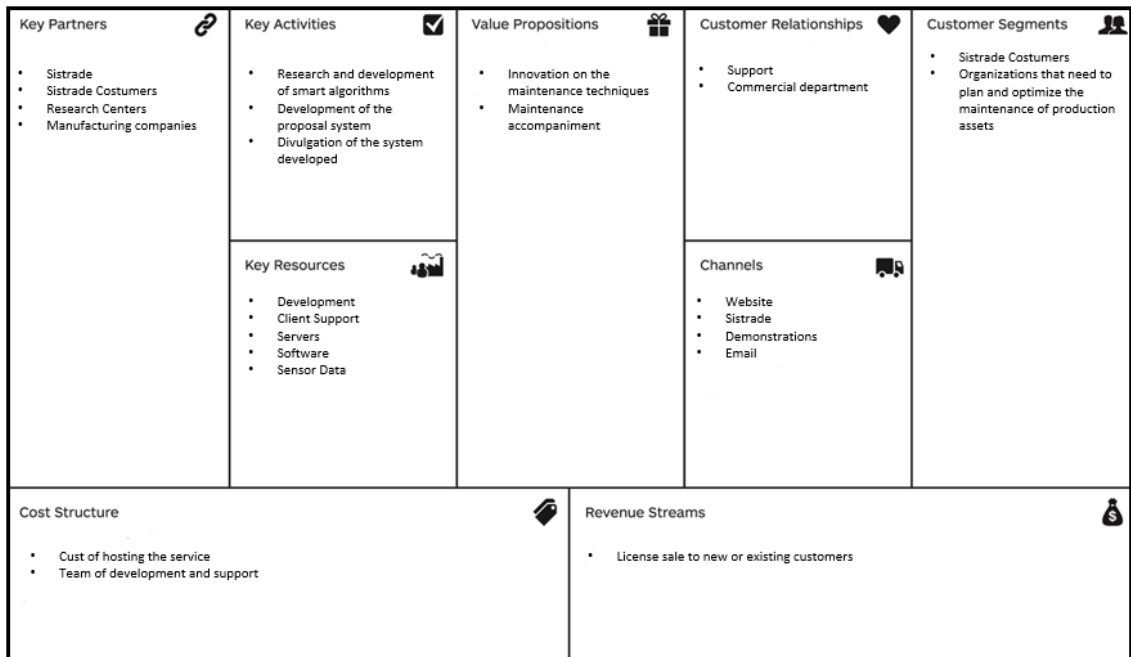 Key Partners
• Sistrade
• Sistrade Costumers
• Research Centers
• Manufacturing companies
Key Activities
• Research and development
of smart algorithms
• Development of the
proposal system
• Divulgation of the system
developed
Key Resources
• Development
• Client Support
• Servers
• Software
• Sensor Data
Value Propositions
• Innovation on the
maintenance techniques
• Maintenance
accompaniment
Customer Relationships
• Support
• Commercial department
Channels
• Website
• Sistrade
• Demonstrations
• Email
Customer Segments
• Sistrade Costumers
• Organizations that need to
plan and optimize the
maintenance of production
assets
Cost Structure
• Cust of hosting the service
• Team of development and support
Revenue Streams
$
• License sale to new or existing customers